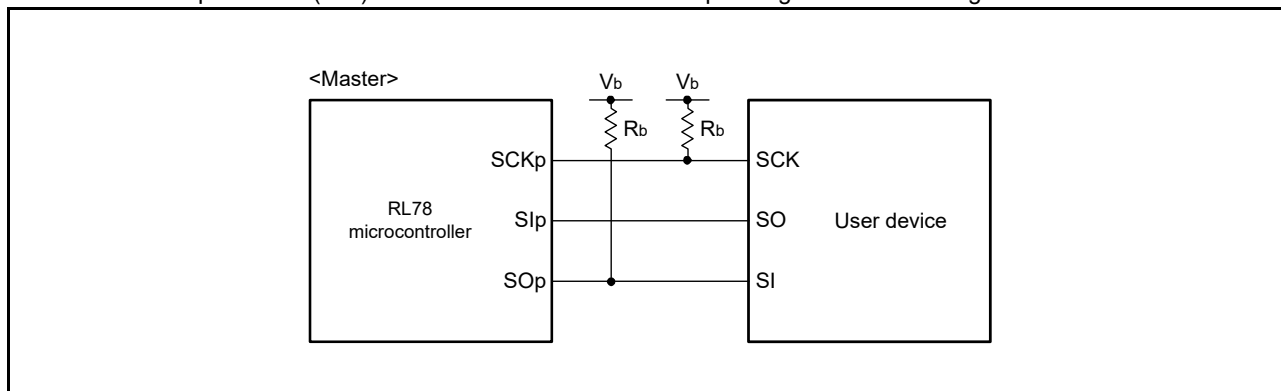 <Master>
Vb Vb
Rb Rb
SCKp SCK
RL78
microcontroller
SIp SO
User device
SOp SI